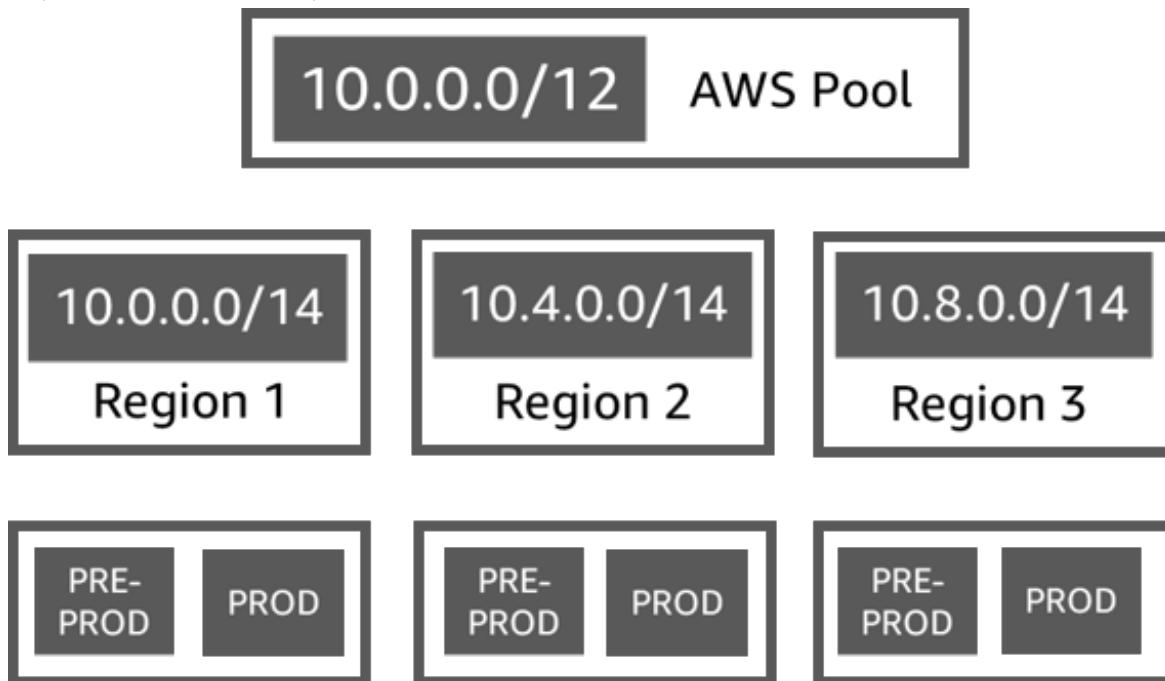 10.0.0.0/12 AWS Pool
10.0.0.0/14
Region 1
10.4.0.0/14
Region 2
10.8.0.0/14
Region 3
PRE-
PROD
PROD
PRE-
PROD
PROD
PRE-
PROD
PROD